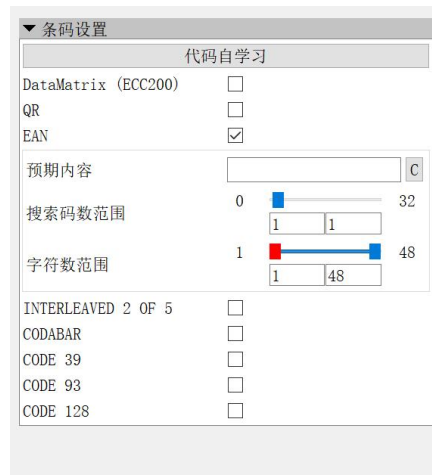 条码设置
代码自学习
DataMatrix (ECC200)
QR
EAN
预期内容 C
搜索码数范围 0 32
1 1
字符数范围 1 48
1 48
INTERLEAVED 2 OF 5
CODABAR
CODE 39
CODE 93
CODE 128